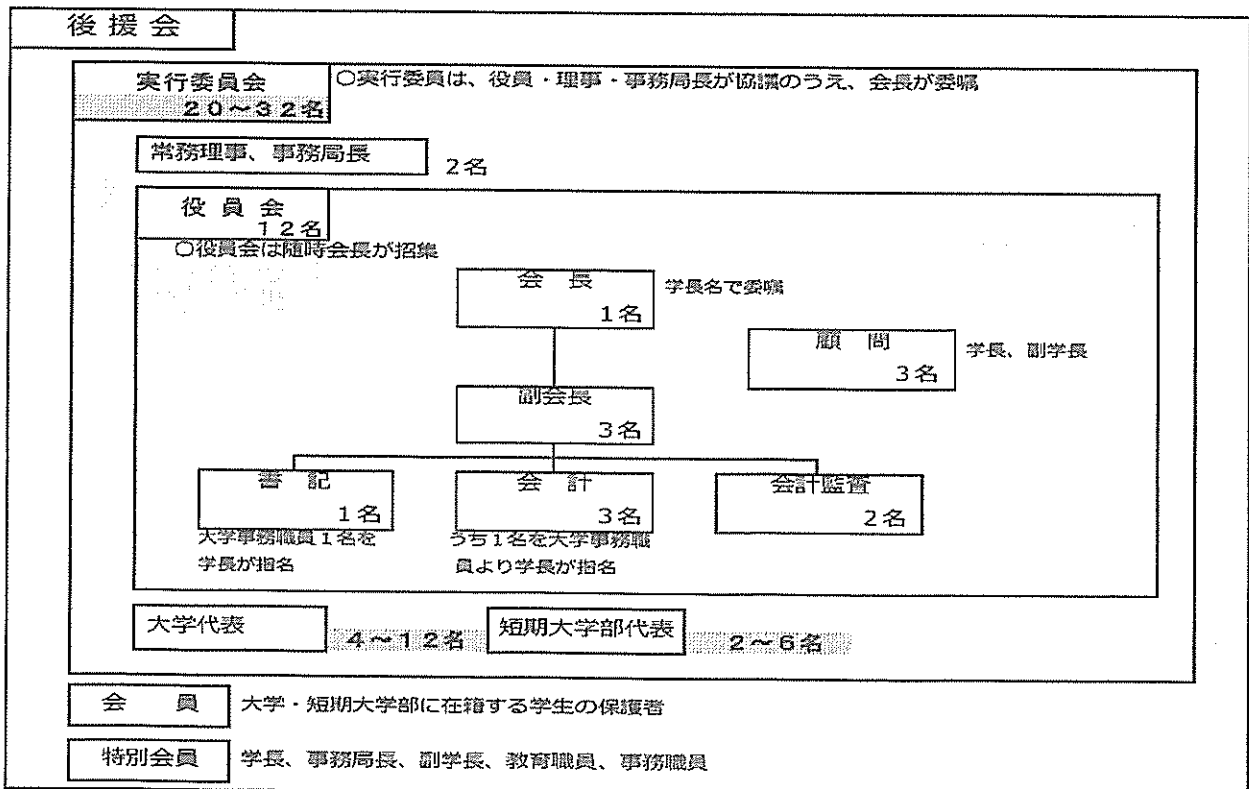 後援会
実行委員会
20～32名
○実行委員は、役員・理事・事務局長が協議のうえ、会長が委嘱
常務理事、事務局長
2名
役員会
12名
○役員会は随時会長が招集
会 長
1名
学長名で委嘱
顧 問
3名
学長、副学長
副会長
3名
書 記
1名
大学事務職員1名を
学長が指名
会 計
3名
うち1名を大学事務職
員より学長が指名
会計監査
2名
大学代表
4～12名
短期大学部代表
2～6名
会 員
大学・短期大学部に在籍する学生の保護者
特別会員
学長、事務局長、副学長、教育職員、事務職員